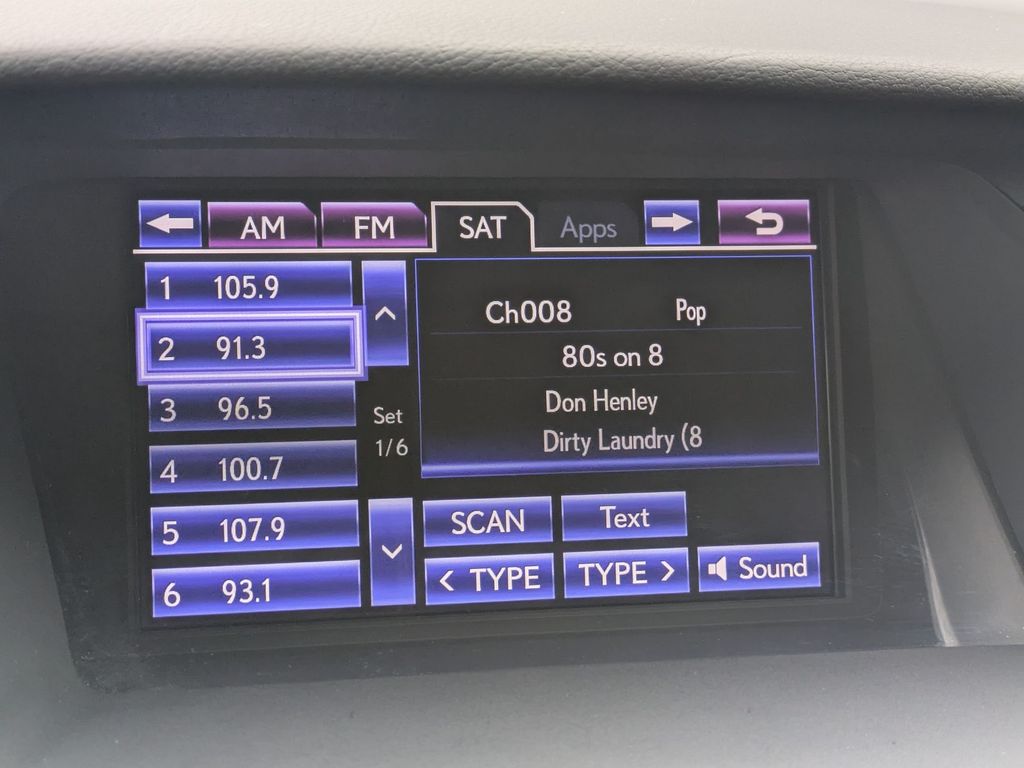 AM FM SAT Apps
1 105.9
2 91.3
3 96.5
4 100.7
5 107.9
6 93.1
Set
1/6
Ch008 Pop
80s on 8
Don Henley
Dirty Laundry (8
SCAN Text
< TYPE TYPE > Sound